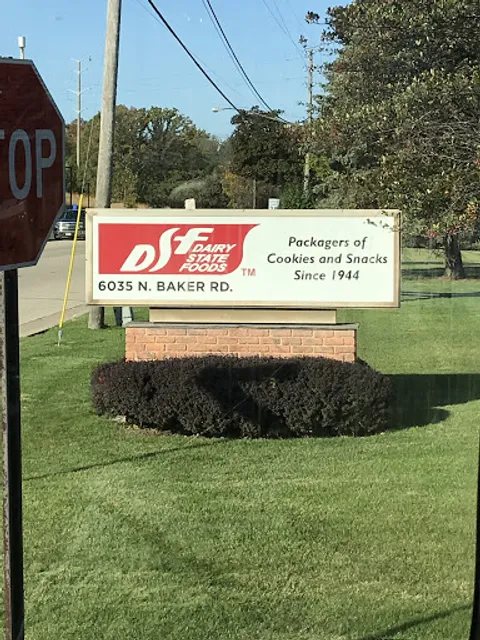 TOP
DSF DAIRY
STATE
FOODS TM
6035 N. BAKER RD.
Packagers of
Cookies and Snacks
Since 1944